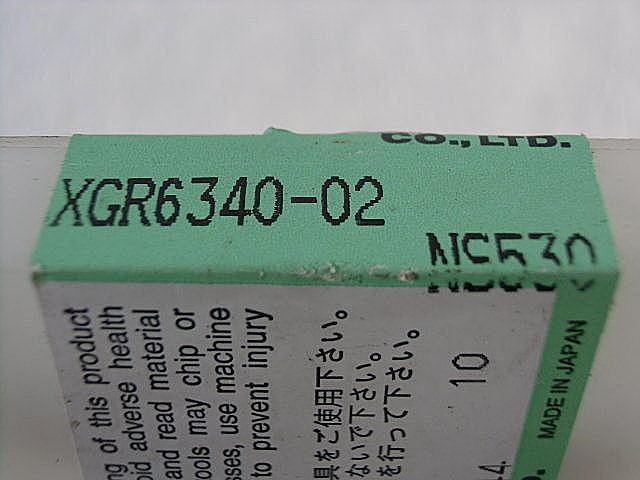 CO., LTD.
XGR6340-02
NS530
ng of this product
oid adverse health
and read material
ools may chip or
sses, use machine
to prevent injury
具をご使用下さい。
ないで下さい。
を行って下さい。
10
MADE IN JAPAN